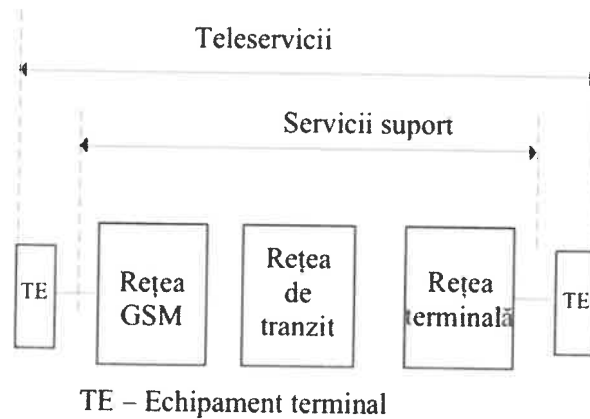 Teleservicii
Servicii suport
TE
Rețea
GSM
Rețea
de
tranzit
Rețea
terminală
TE
TE – Echipament terminal